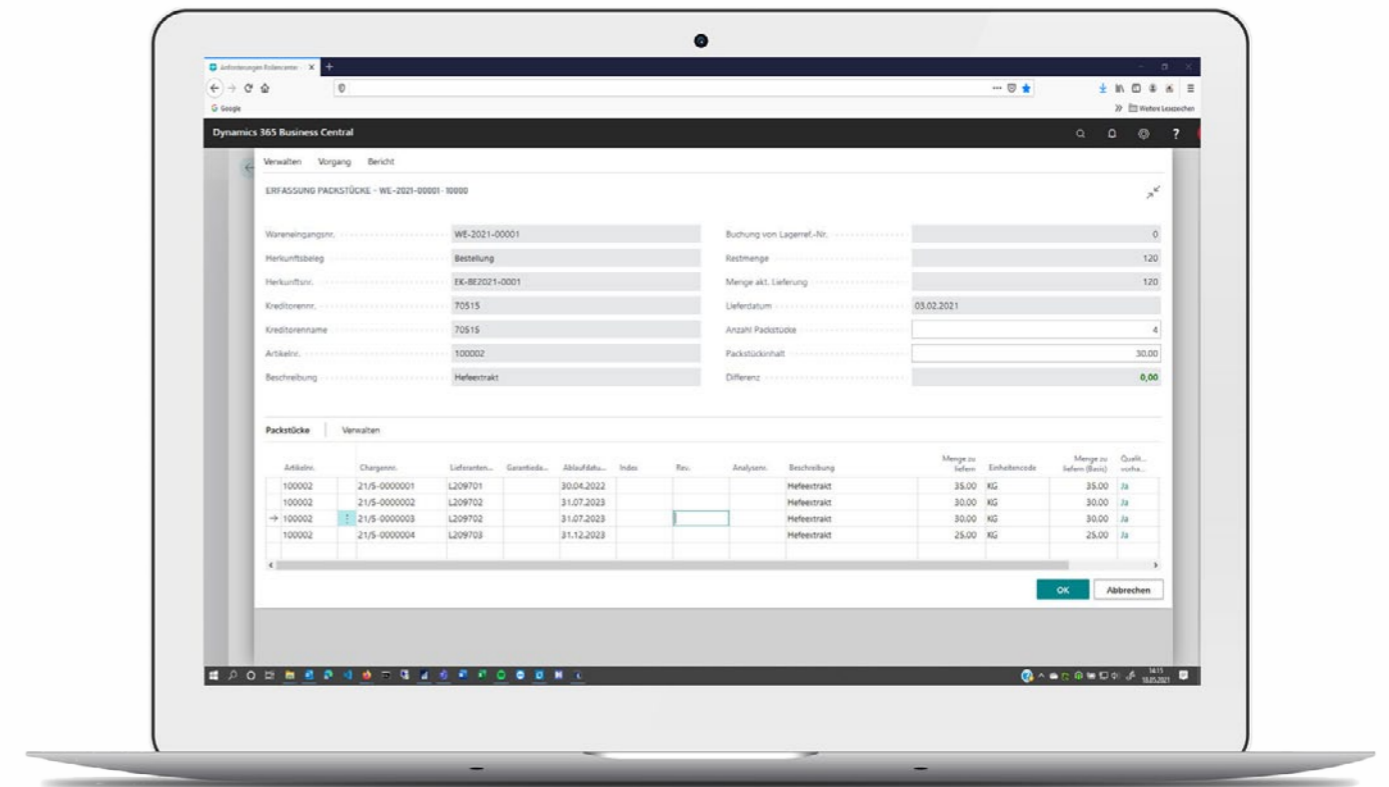 Anforderungen Rollencenter - X +
Google
Weitere Lesezeichen
Dynamics 365 Business Central ?
Verwalten Vorgang Bericht
ERFASSUNG PACKSTÜCKE - WE-2021-00001 · 10000
Wareneingangsnr. WE-2021-00001 Buchung von Lagerref.-Nr. 0
Herkunftsbeleg Bestellung Restmenge 120
Herkunftsnr. EK-BE2021-0001 Menge akt. Lieferung 120
Kreditorennr. 70515 Lieferdatum 03.02.2021
Kreditorenname 70515 Anzahl Packstücke 4
Artikelnr. 100002 Packstückinhalt 30.00
Beschreibung Hefeextrakt Differenz 0,00
Packstücke Verwalten
Artikelnr. Chargennr. Lieferanten... Garantieda... Ablaufdatu... Index Rev. Analysenr. Beschreibung Menge zu liefern Einheitencode Menge zu liefern (Basis) Qualit... vorha...
100002 21/S-0000001 L209701 30.04.2022 Hefeextrakt 35.00 KG 35.00 Ja
100002 21/S-0000002 L209702 31.07.2023 Hefeextrakt 30.00 KG 30.00 Ja
→ 100002 21/S-0000003 L209702 31.07.2023 Hefeextrakt 30.00 KG 30.00 Ja
100002 21/S-0000004 L209703 31.12.2023 Hefeextrakt 25.00 KG 25.00 Ja
OK Abbrechen
14:15
18.05.2021